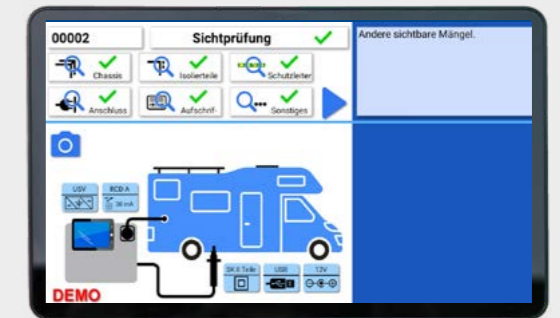 00002
Sichtprüfung
Andere sichtbare Mängel.
Chassis
Isolierteile
Schutzleiter
Anschluss
Aufschrif-
Sonstiges
USV
RCD A
30 mA
SK II Teile
USB
12V
DEMO